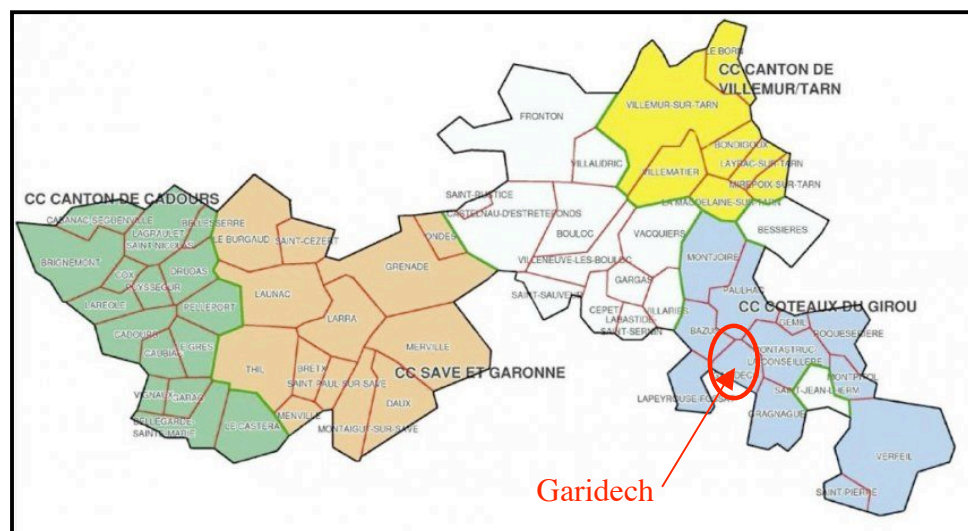 LE BORN
CC CANTON DE
VILLEMUR/TARN
VILLEMUR-SUR-TARN
FRONTON
BONDIGOUX
VILLAUDRIC
LAYRAC-SUR-TARN
VILLEMATIER
MIREPOIX-SUR-TARN
CC CANTON DE CADOURS
SAINT-RUSTICE
LA MAGDELAINE-SUR-TARN
CASTELNAU-D'ESTRETEFONDS
BELLESSERRE
LAGRAULET
SAINT-NICOLAS
LE BURGAUD
SAINT-CEZERT
ONDES
BOULOC
VACQUIERS
BESSIERES
BRIGNEMONT
COX
DRUDAS
PUYSSEGUR
GRENADE
VILLENEUVE-LES-BOULOC
MONTJOIRE
LAREOLE
PELLEPORT
LAUNAC
GARGAS
PAULHAC
SAINT-SAUVEUR
CC COTEAUX DU GIROU
CADOURS
LARRA
CEPET
VILLARIES
LABASTIDE-
SAINT-SERNIN
GEMIL
ROQUESERIERE
BAZUS
CAUBIAC
MERVILLE
MONTASTRUC-
LA-CONSEILLERE
THIL
BRETX
SAINT-PAUL-SUR-SAVE
CC SAVE ET GARONNE
MONTPITOL
SAINT-JEAN-L'HERM
VIGNAUX
GARAC
DAUX
LAPEYROUSE-FOSSAT
MENVILLE
GRAGNAGUE
BELLEGARDE-
SAINTE-MARIE
LE CASTERA
MONTAIGUT-SUR-SAVE
VERFEIL
SAINT-PIERRE
Garidech